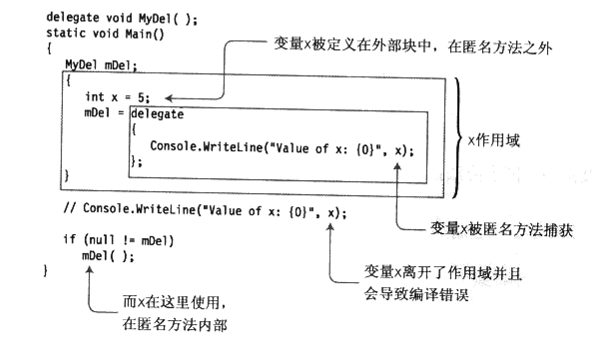 delegate void MyDel( );
static void Main()
{
变量x被定义在外部块中，在匿名方法之外
MyDel mDel;
{
int x = 5;
mDel = delegate
{
x作用域
Console.WriteLine("Value of x: {0}", x);
};
}
// Console.WriteLine("Value of x: {0}", x);
变量x被匿名方法捕获
if (null != mDel)
mDel( );
变量x离开了作用域并且
会导致编译错误
}
而x在这里使用，
在匿名方法内部